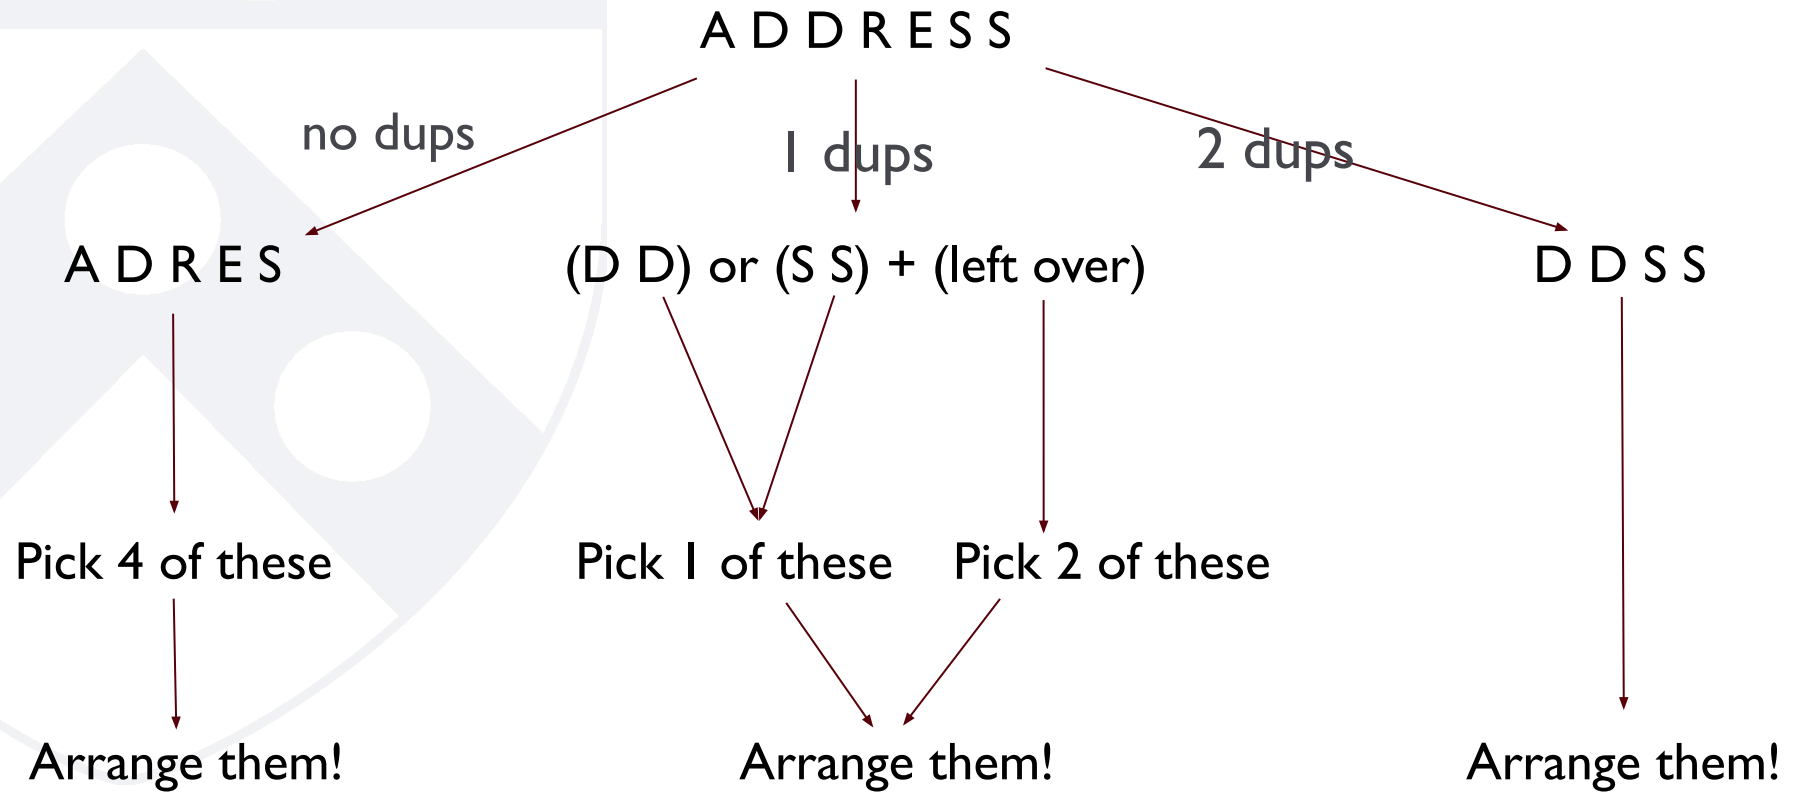 A D D R E S S
no dups
1 dups
2 dups
A D R E S
(D D) or (S S) + (left over)
D D S S
Pick 4 of these
Pick 1 of these
Pick 2 of these
Arrange them!
Arrange them!
Arrange them!